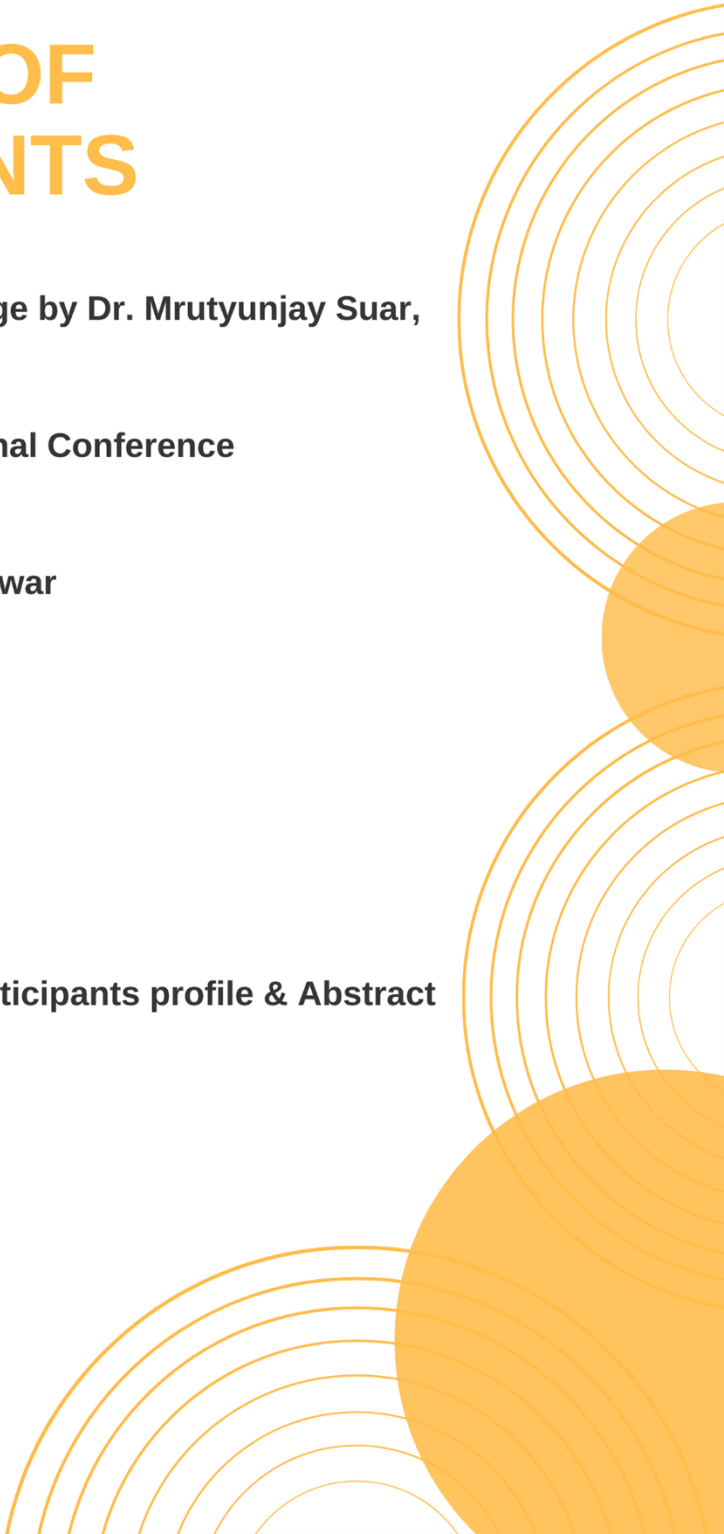 OF
NTS
ge by Dr. Mrutyunjay Suar,
nal Conference
war
ticipants profile & Abstract